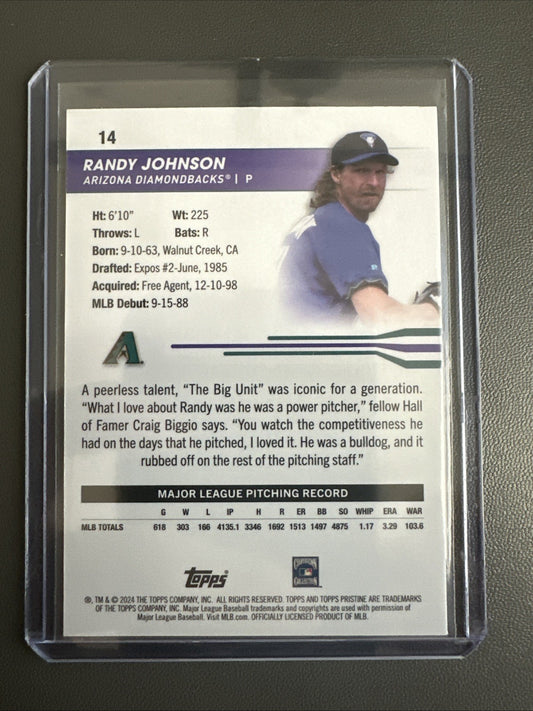 14
RANDY JOHNSON
ARIZONA DIAMONDBACKS® | P
Ht: 6'10" Wt: 225
Throws: L Bats: R
Born: 9-10-63, Walnut Creek, CA
Drafted: Expos #2-June, 1985
Acquired: Free Agent, 12-10-98
MLB Debut: 9-15-88
A peerless talent, “The Big Unit” was iconic for a generation.
“What I love about Randy was he was a power pitcher,” fellow Hall
of Famer Craig Biggio says. “You watch the competitiveness he
had on the days that he pitched, I loved it. He was a bulldog, and it
rubbed off on the rest of the pitching staff.”
MAJOR LEAGUE PITCHING RECORD
G W L IP H R ER BB SO WHIP ERA WAR
MLB TOTALS 618 303 166 4135.1 3346 1692 1513 1497 4875 1.17 3.29 103.6
Topps
®, TM & © 2024 THE TOPPS COMPANY, INC. ALL RIGHTS RESERVED. TOPPS AND TOPPS PRISTINE ARE TRADEMARKS
OF THE TOPPS COMPANY, INC. Major League Baseball trademarks and copyrights are used with permission of
Major League Baseball. Visit MLB.com. OFFICIALLY LICENSED PRODUCT OF MLB.